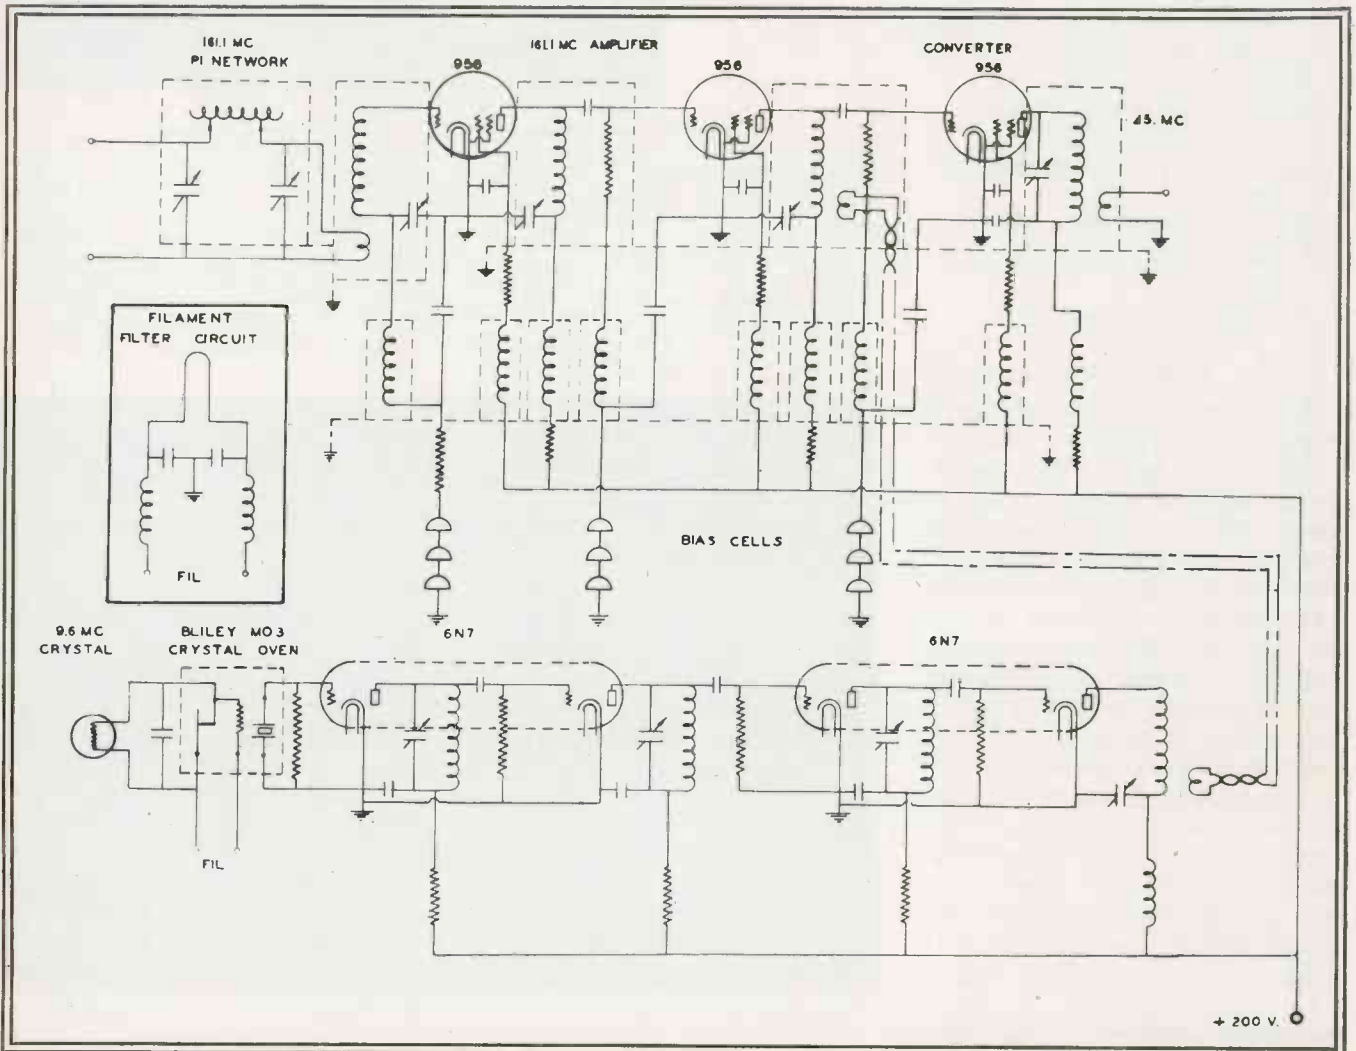 161.1 MC
PI NETWORK
161.1 MC AMPLIFIER
CONVERTER
956
956
956
45. MC
FILAMENT
FILTER CIRCUIT
FIL
BIAS CELLS
9.6 MC
CRYSTAL
BLILEY MO3
CRYSTAL OVEN
6N7
6N7
FIL
+ 200 V.